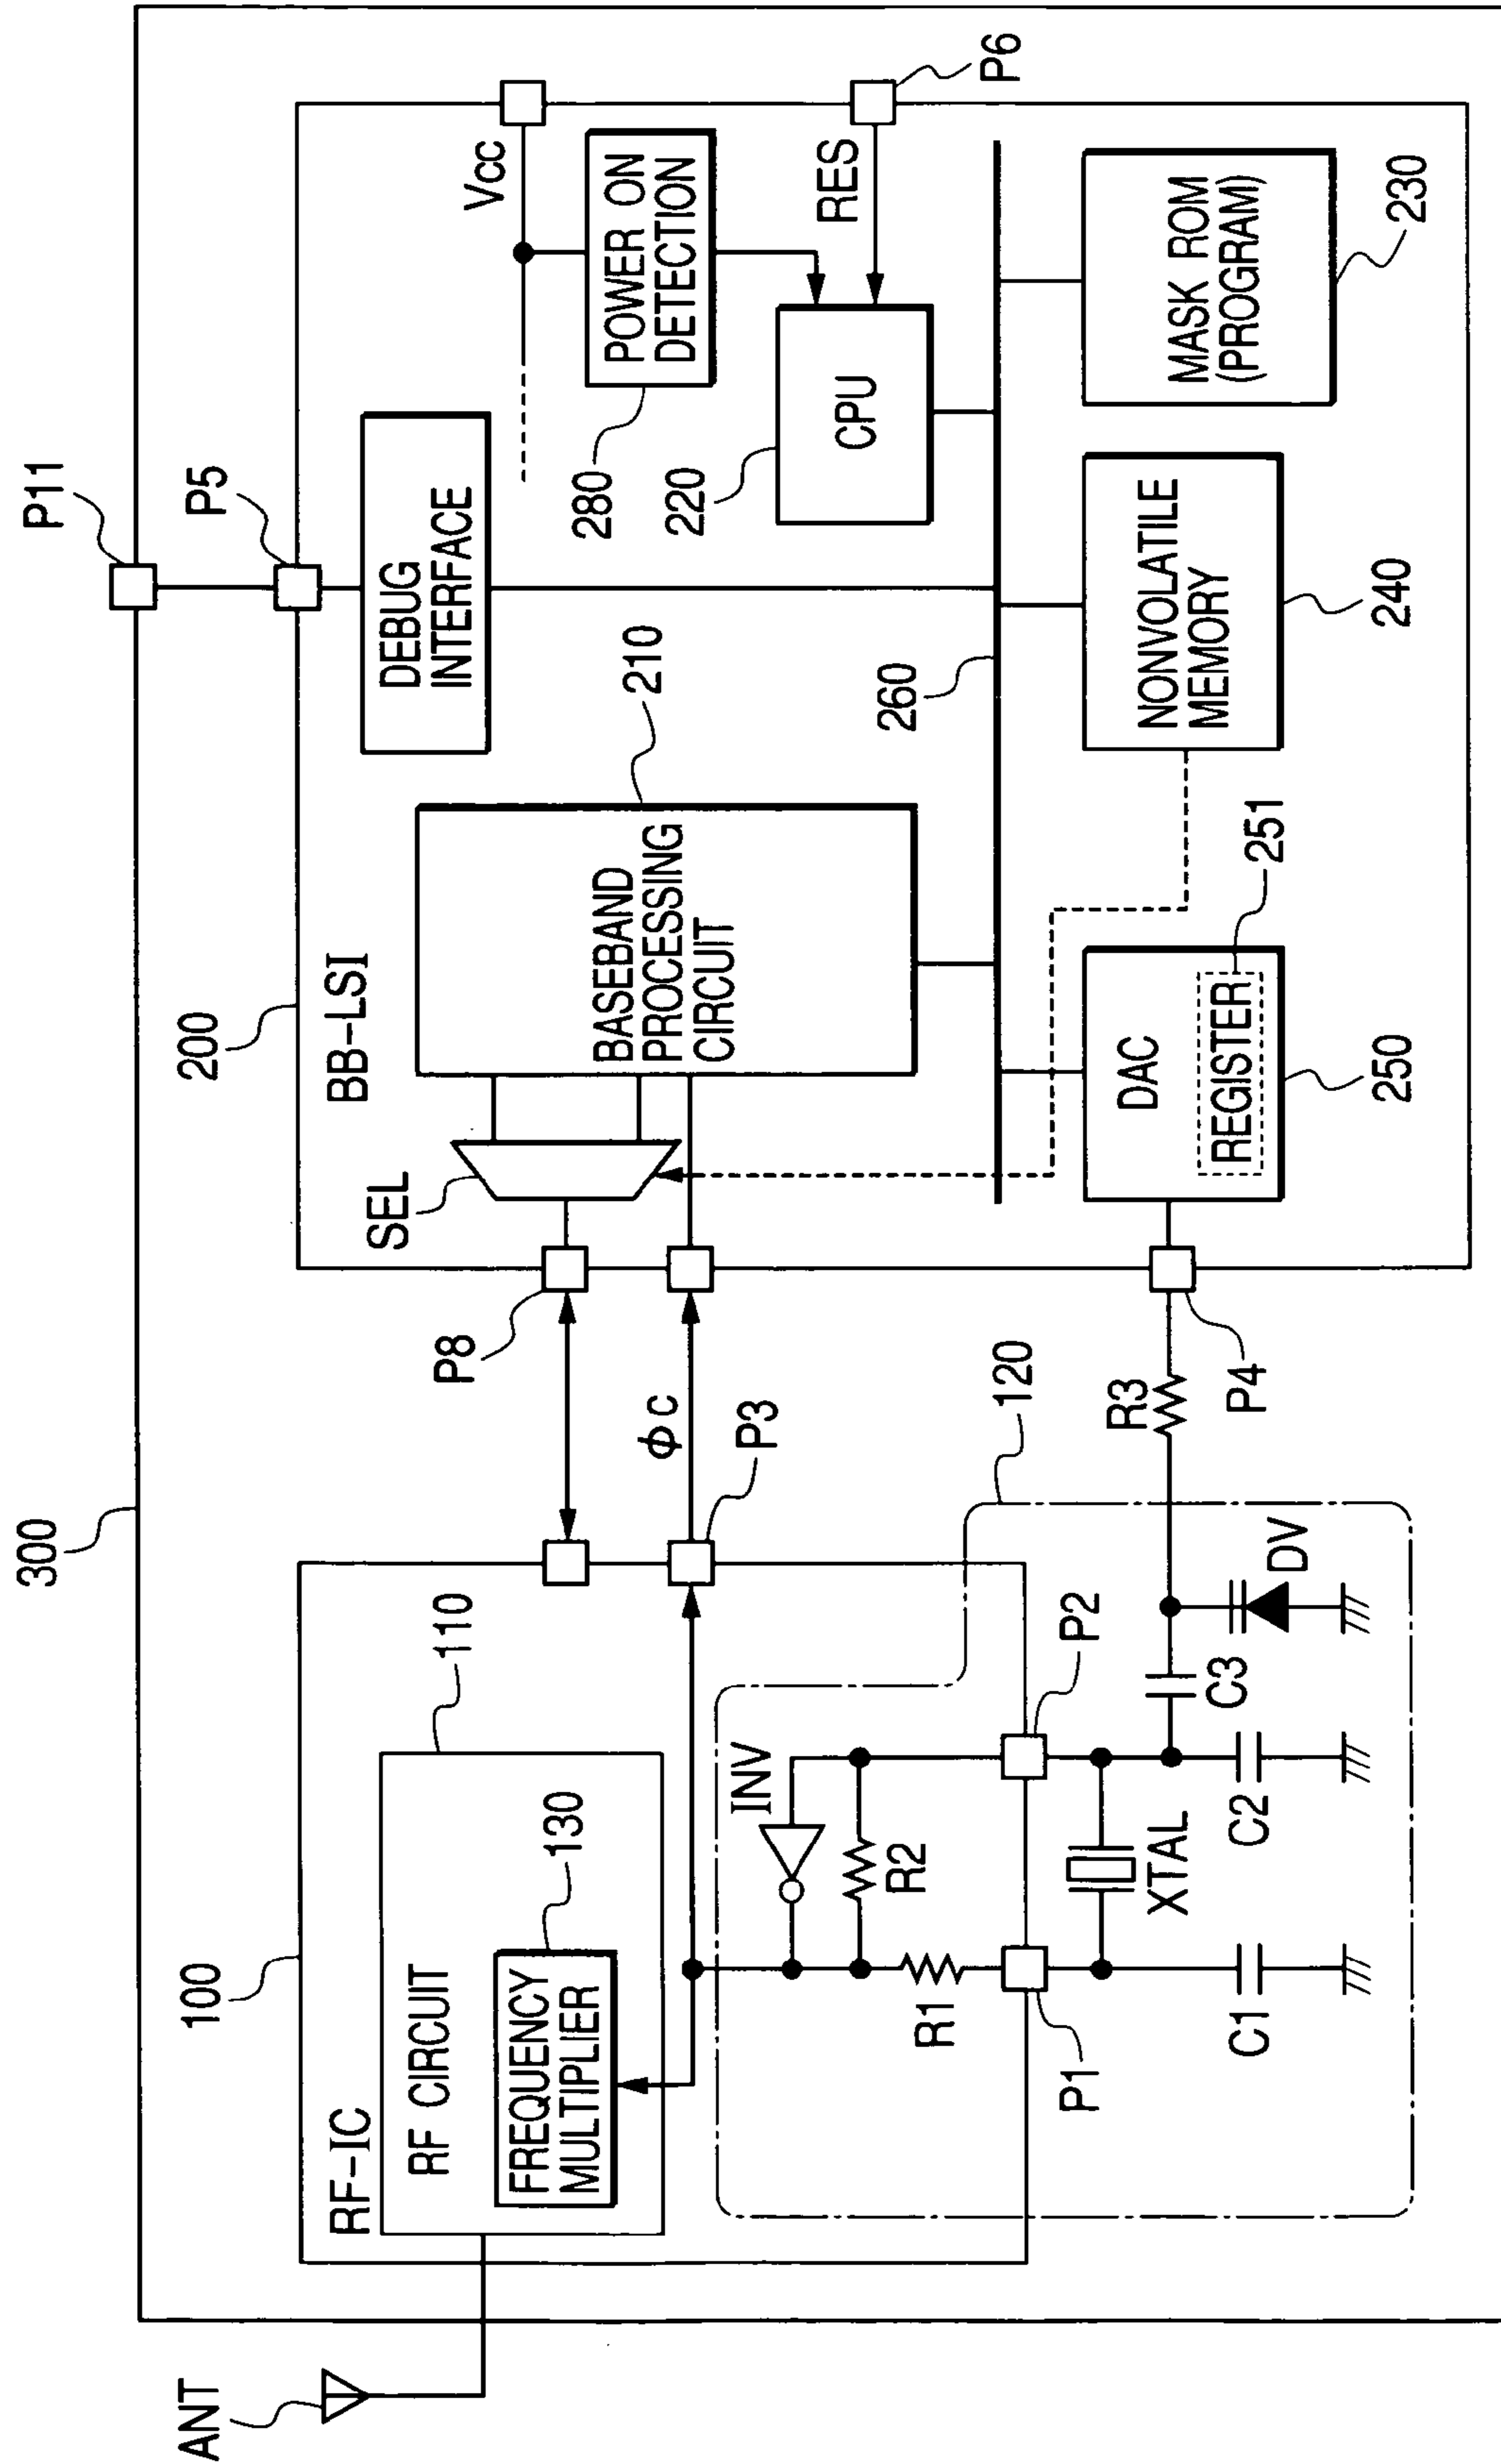 300
P11
ANT
100
RF-IC
RF CIRCUIT
110
FREQUENCY
MULTIPLIER
130
INV
R2
R1
P1
P2
XTAL
C1
C2
C3
DV
120
R3
P3
φC
P8
P4
200
BB-LSI
SEL
BASEBAND
PROCESSING
CIRCUIT
210
P5
DEBUG
INTERFACE
Vcc
POWER ON
DETECTION
280
RES
P6
CPU
220
260
DAC
REGISTER
251
250
NONVOLATILE
MEMORY
240
MASK ROM
(PROGRAM)
230